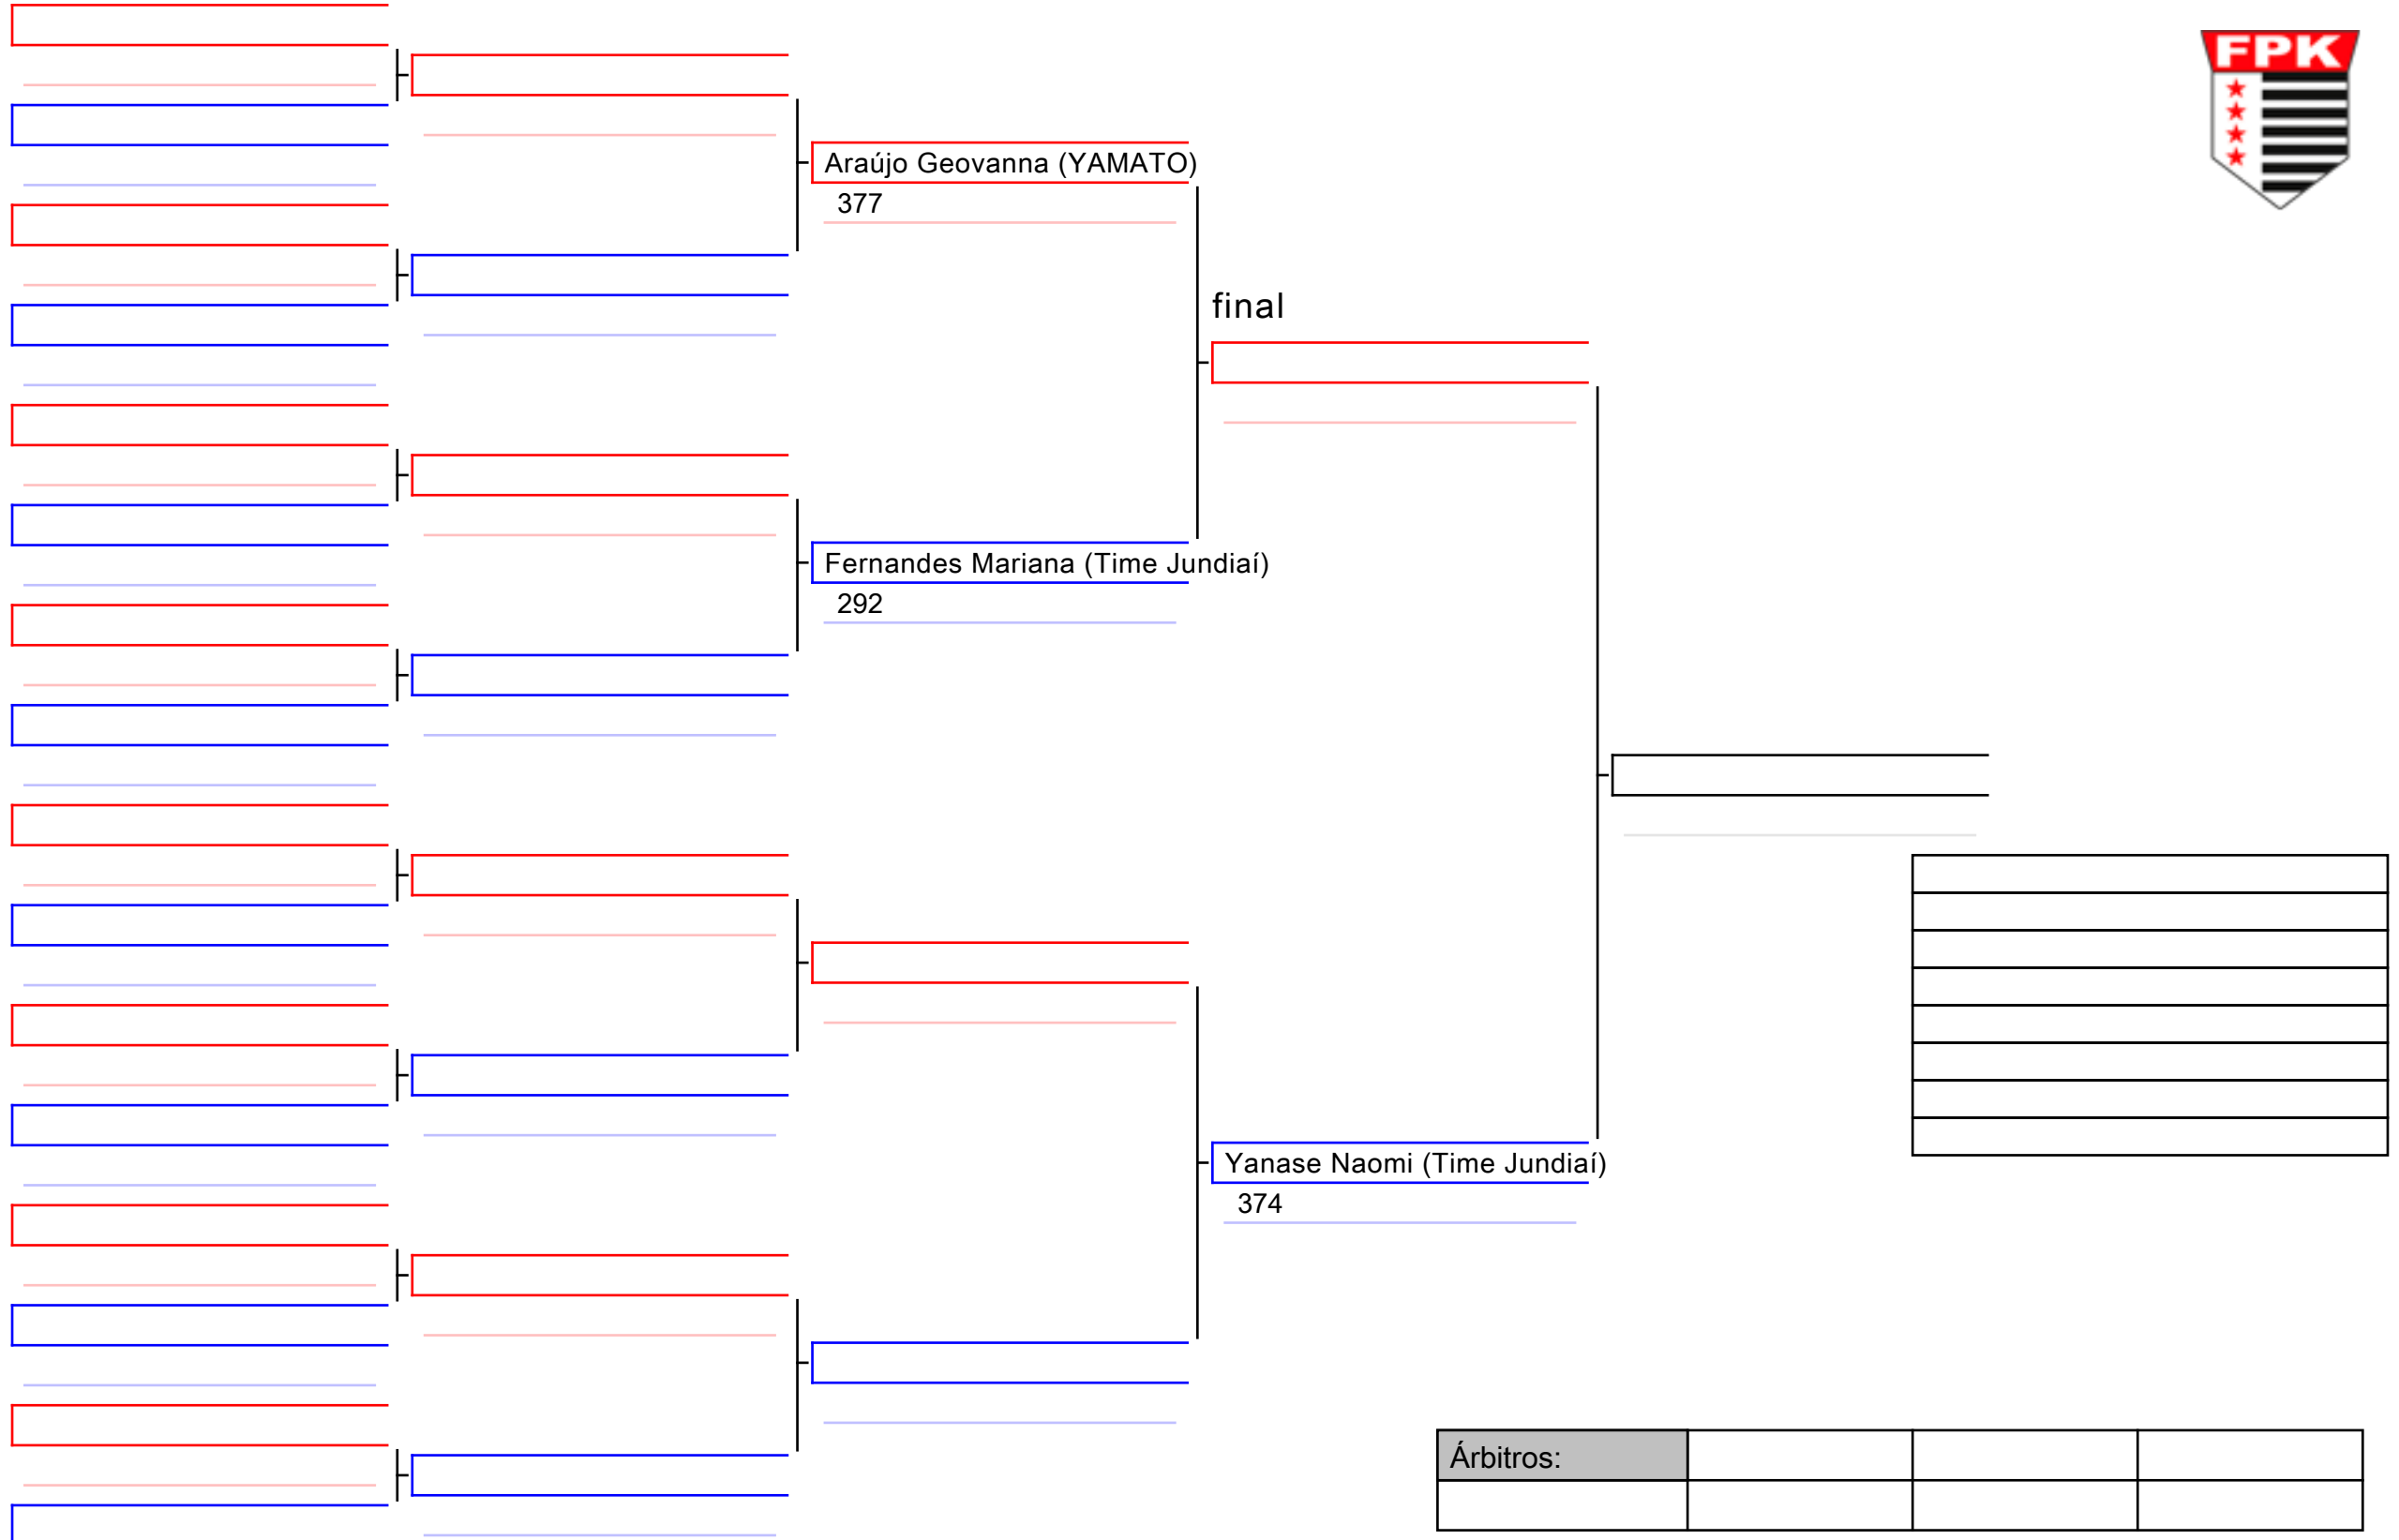 FPK
Araújo Geovanna (YAMATO)
377
final
Fernandes Mariana (Time Jundiaí)
292
Yanase Naomi (Time Jundiaí)
374
Árbitros: